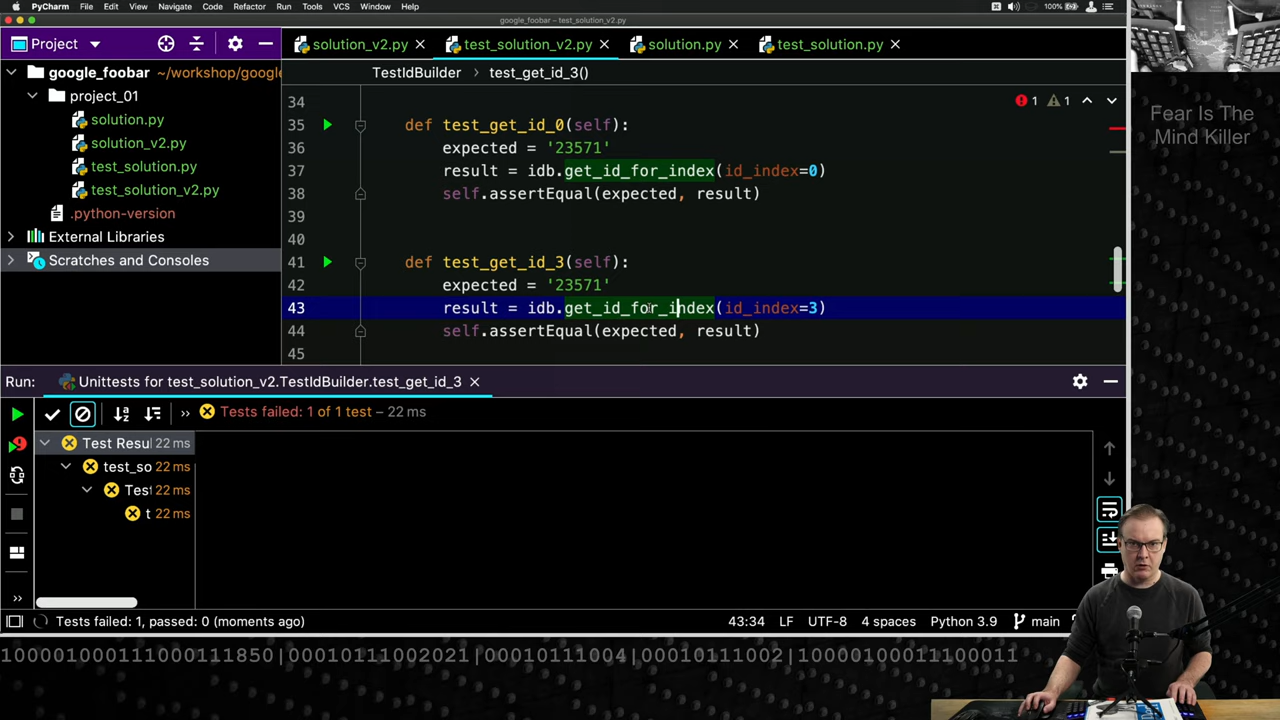 PyCharm File Edit View Navigate Code Refactor Run Tools VCS Window Help 100%
google_foobar – test_solution_v2.py
Project
solution_v2.py
test_solution_v2.py
solution.py
test_solution.py
TestIdBuilder > test_get_id_3()
google_foobar ~/workshop/google
project_01
solution.py
solution_v2.py
test_solution.py
test_solution_v2.py
.python-version
External Libraries
Scratches and Consoles
1 1
34
35 def test_get_id_0(self):
36 expected = '23571'
37 result = idb.get_id_for_index(id_index=0)
38 self.assertEqual(expected, result)
39
40
41 def test_get_id_3(self):
42 expected = '23571'
43 result = idb.get_id_for_index(id_index=3)
44 self.assertEqual(expected, result)
45
Fear Is The
Mind Killer
Run: Unittests for test_solution_v2.TestIdBuilder.test_get_id_3
Tests failed: 1 of 1 test – 22 ms
Test Resul 22 ms
test_so 22 ms
Test 22 ms
t 22 ms
Tests failed: 1, passed: 0 (moments ago)
43:34 LF UTF-8 4 spaces Python 3.9 main
10000100011100011185​0|00010111002021|00010111004|00010111002|10000100011100011